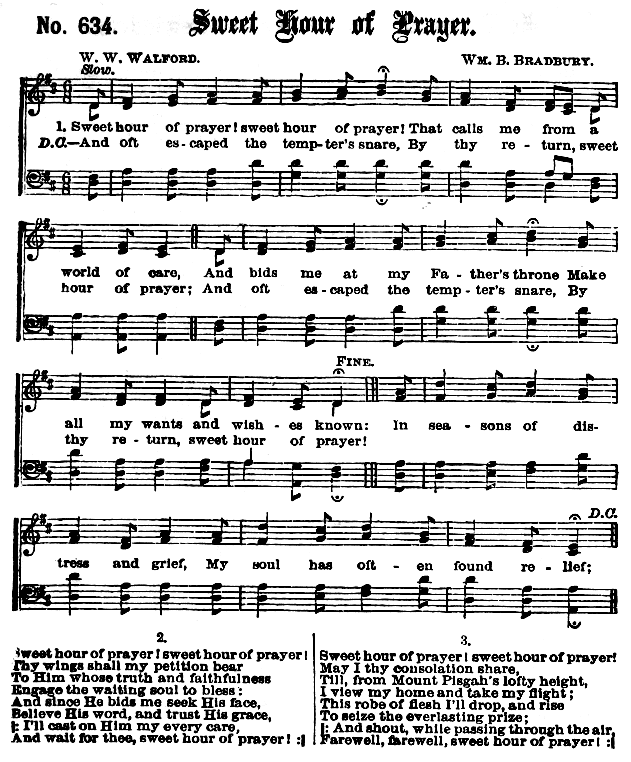 No. 634. Sweet Hour of Prayer.
W. W. WALFORD. WM. B. BRADBURY.
Slow.
1. Sweet hour of prayer! sweet hour of prayer! That calls me from a
D.C.—And oft es-caped the temp-ter's snare, By thy re-turn, sweet
world of care, And bids me at my Fa-ther's throne Make
hour of prayer; And oft es-caped the temp-ter's snare, By
FINE.
all my wants and wish-es known: In sea-sons of dis-
thy re-turn, sweet hour of prayer!
D.C.
tress and grief, My soul has oft-en found re-lief;
2.
Sweet hour of prayer! sweet hour of prayer!
Thy wings shall my petition bear
To Him whose truth and faithfulness
Engage the waiting soul to bless:
And since He bids me seek His face,
Believe His word, and trust His grace,
|: I'll cast on Him my every care,
And wait for thee, sweet hour of prayer! :|
3.
Sweet hour of prayer! sweet hour of prayer!
May I thy consolation share,
Till, from Mount Pisgah's lofty height,
I view my home and take my flight;
This robe of flesh I'll drop, and rise
To seize the everlasting prize;
|: And shout, while passing through the air,
Farewell, farewell, sweet hour of prayer! :|